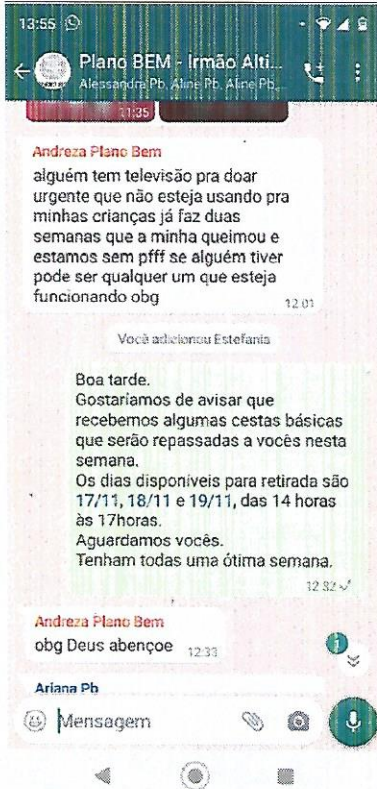 13:55
Plano BEM - Irmão Alti...
Alessandra Pb, Aline Pb, Aline Pb,...
11:35
Andreza Plano Bem
alguém tem televisão pra doar
urgente que não esteja usando pra
minhas crianças já faz duas
semanas que a minha queimou e
estamos sem pfff se alguém tiver
pode ser qualquer um que esteja
funcionando obg
12:01
Você adicionou Estefania
Boa tarde.
Gostaríamos de avisar que
recebemos algumas cestas básicas
que serão repassadas a vocês nesta
semana.
Os dias disponíveis para retirada são
17/11, 18/11 e 19/11, das 14 horas
às 17horas.
Aguardamos vocês.
Tenham todas uma ótima semana.
12:32
Andreza Plano Bem
obg Deus abençoe 12:33
1
Ariana Pb
Mensagem